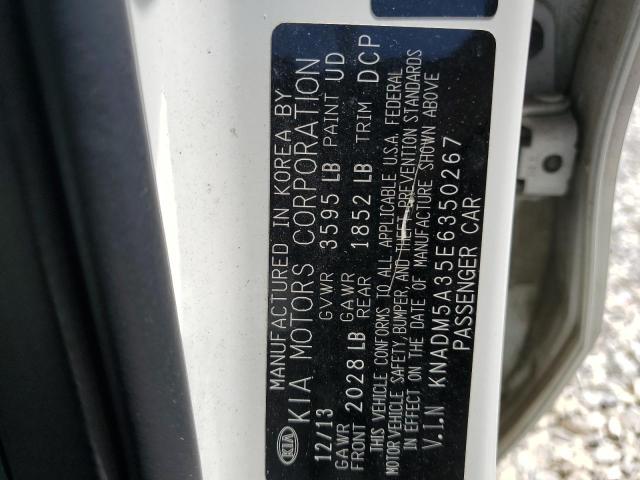 MANUFACTURED IN KOREA BY
KIA KIA MOTORS CORPORATION
12/13 GVWR 3595 LB PAINT UD
GAWR FRONT 2028 LB GAWR REAR 1852 LB TRIM DCP
THIS VEHICLE CONFORMS TO ALL APPLICABLE U.S.A. FEDERAL
MOTOR VEHICLE SAFETY, BUMPER, AND THEFT PREVENTION STANDARDS
IN EFFECT ON THE DATE OF MANUFACTURE SHOWN ABOVE
V.I.N KNADM5A35E6350267
PASSENGER CAR